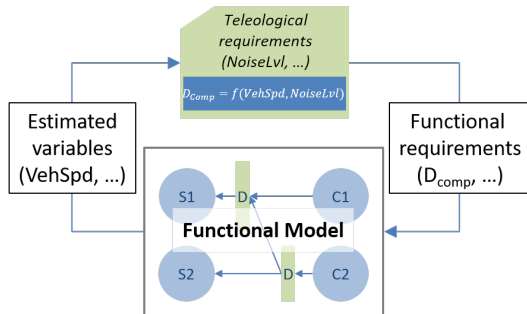 Teleological
requirements
(NoiseLvl, …)
D_Comp = f(VehSpd, NoiseLvl)
Estimated
variables
(VehSpd, …)
Functional
requirements
(D_comp, …)
S1
D
C1
Functional Model
S2
D
C2